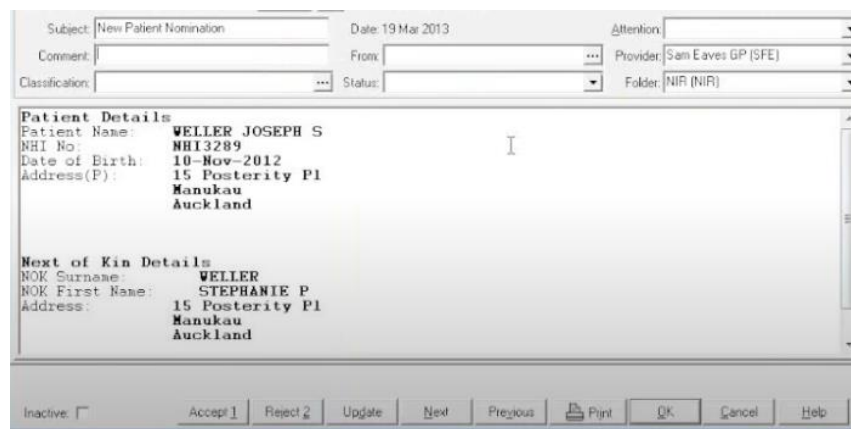 Subject: New Patient Nomination Date: 19 Mar 2013 Attention:
Comment: From: ... Provider: Sam Eaves GP (SFE)
Classification: ... Status: Folder: NIR (NIR)
Patient Details
Patient Name: WELLER JOSEPH S
NHI No: NHI3289
Date of Birth: 10-Nov-2012
Address(P): 15 Posterity Pl
Manukau
Auckland
Next of Kin Details
NOK Surname: WELLER
NOK First Name: STEPHANIE P
Address: 15 Posterity Pl
Manukau
Auckland
Inactive: Accept 1 Reject 2 Update Next Previous Print OK Cancel Help